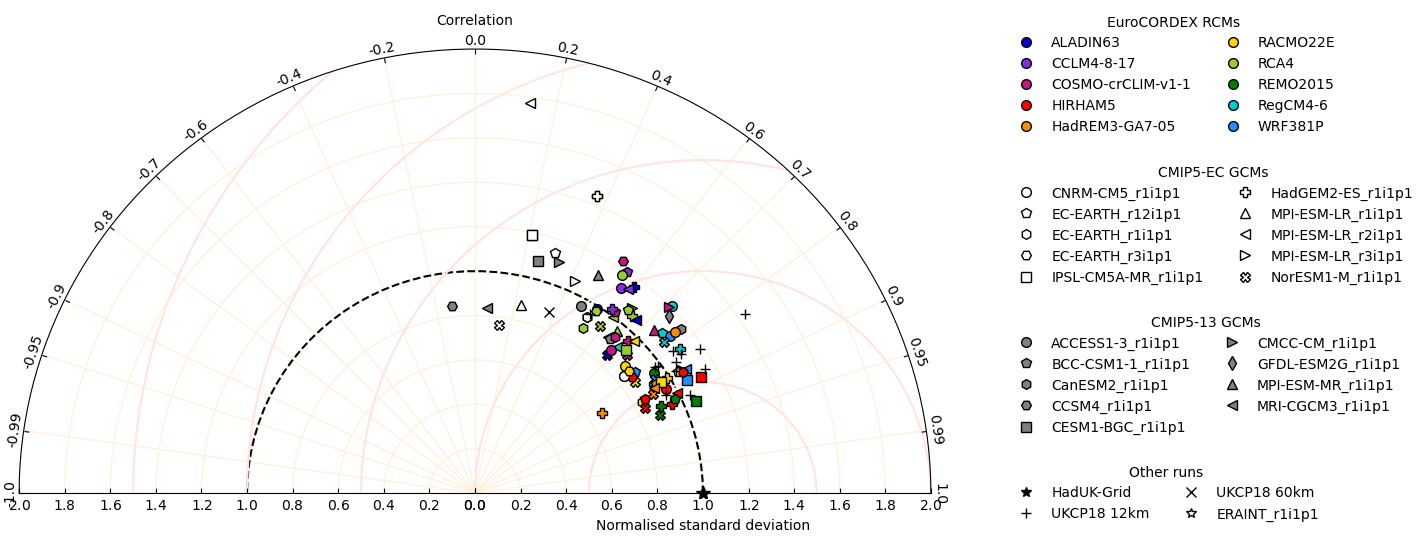 Correlation
0.0
-0.2
0.2
-0.4
0.4
-0.6
0.6
-0.7
0.7
-0.8
0.8
-0.9
0.9
-0.95
0.95
-0.99
0.99
-1.0
1.0
2.0 1.8 1.6 1.4 1.2 1.0 0.8 0.6 0.4 0.2 0.0 0.2 0.4 0.6 0.8 1.0 1.2 1.4 1.6 1.8 2.0
Normalised standard deviation
EuroCORDEX RCMs
ALADIN63 RACMO22E
CCLM4-8-17 RCA4
COSMO-crCLIM-v1-1 REMO2015
HIRHAM5 RegCM4-6
HadREM3-GA7-05 WRF381P
CMIP5-EC GCMs
CNRM-CM5_r1i1p1 HadGEM2-ES_r1i1p1
EC-EARTH_r12i1p1 MPI-ESM-LR_r1i1p1
EC-EARTH_r1i1p1 MPI-ESM-LR_r2i1p1
EC-EARTH_r3i1p1 MPI-ESM-LR_r3i1p1
IPSL-CM5A-MR_r1i1p1 NorESM1-M_r1i1p1
CMIP5-13 GCMs
ACCESS1-3_r1i1p1 CMCC-CM_r1i1p1
BCC-CSM1-1_r1i1p1 GFDL-ESM2G_r1i1p1
CanESM2_r1i1p1 MPI-ESM-MR_r1i1p1
CCSM4_r1i1p1 MRI-CGCM3_r1i1p1
CESM1-BGC_r1i1p1
Other runs
HadUK-Grid UKCP18 60km
UKCP18 12km ERAINT_r1i1p1